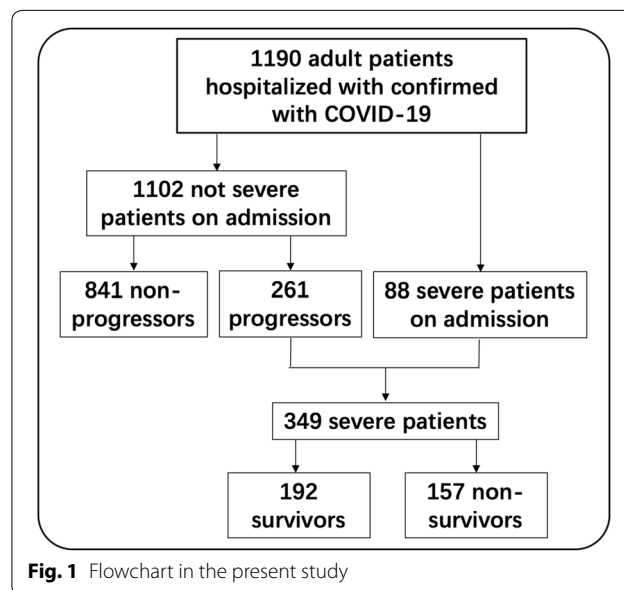 1190 adult patients
hospitalized with confirmed
with COVID-19
1102 not severe
patients on admission
841 non-
progressors
261
progressors
88 severe patients
on admission
349 severe patients
192
survivors
157 non-
survivors
Fig. 1 Flowchart in the present study